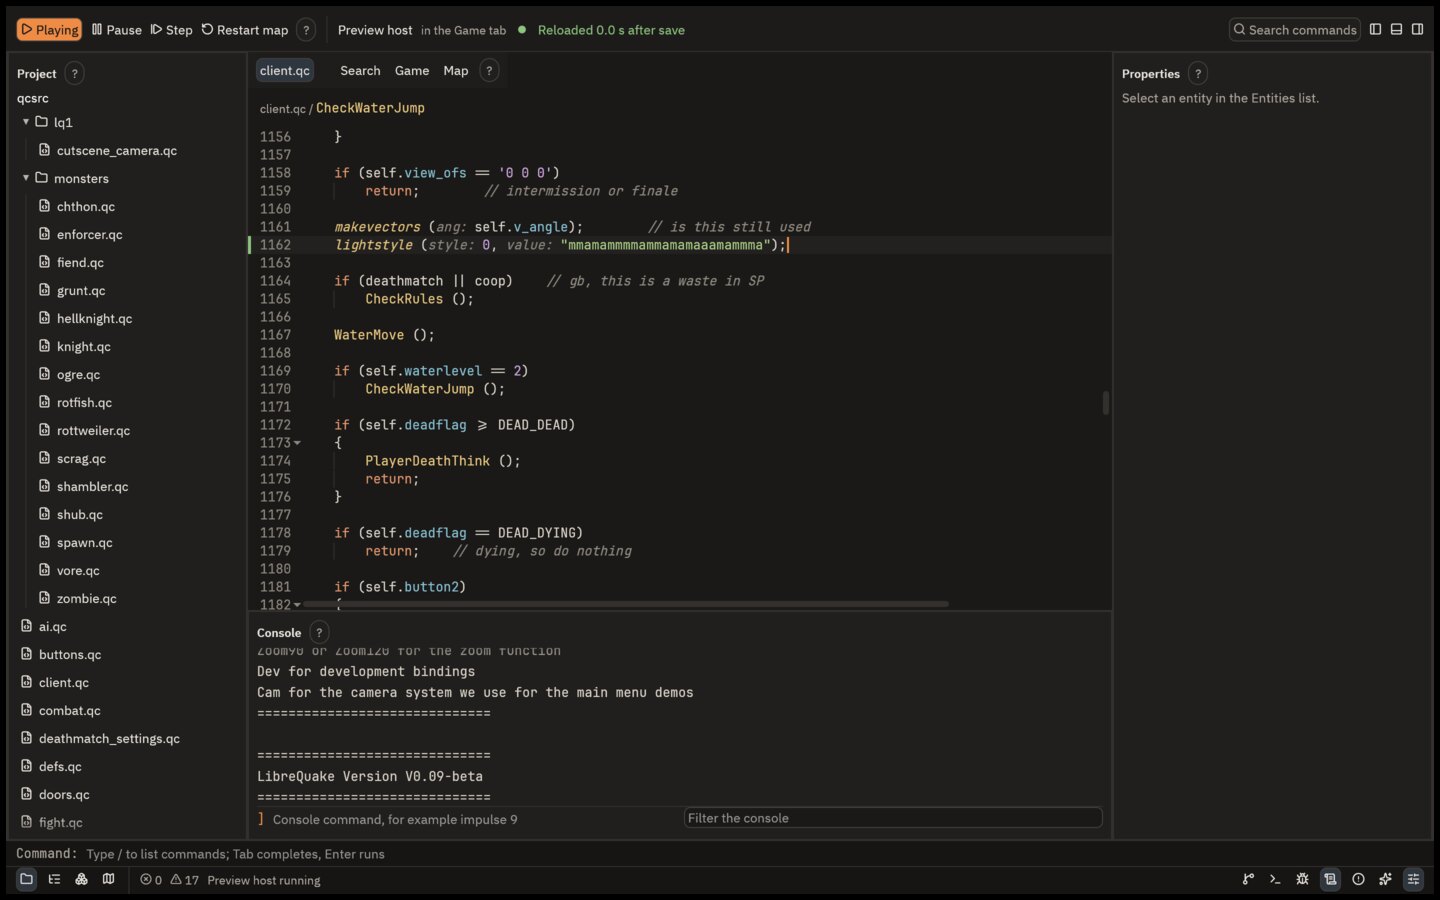 Playing Pause Step Restart map ? Preview host in the Game tab Reloaded 0.0 s after save Search commands
Project ?
qcsrc
lq1
cutscene_camera.qc
monsters
chthon.qc
enforcer.qc
fiend.qc
grunt.qc
hellknight.qc
knight.qc
ogre.qc
rotfish.qc
rottweiler.qc
scrag.qc
shambler.qc
shub.qc
spawn.qc
vore.qc
zombie.qc
ai.qc
buttons.qc
client.qc
combat.qc
deathmatch_settings.qc
defs.qc
doors.qc
fight.qc
client.qc Search Game Map ?
client.qc / CheckWaterJump
1156 }
1157
1158 if (self.view_ofs == '0 0 0')
1159 return; // intermission or finale
1160
1161 makevectors (ang: self.v_angle); // is this still used
1162 lightstyle (style: 0, value: "mmamammmmammamamaaamammma");
1163
1164 if (deathmatch || coop) // gb, this is a waste in SP
1165 CheckRules ();
1166
1167 WaterMove ();
1168
1169 if (self.waterlevel == 2)
1170 CheckWaterJump ();
1171
1172 if (self.deadflag >= DEAD_DEAD)
1173 {
1174 PlayerDeathThink ();
1175 return;
1176 }
1177
1178 if (self.deadflag == DEAD_DYING)
1179 return; // dying, so do nothing
1180
1181 if (self.button2)
1182 {
Console ?
Zoom90 or Zoom120 for the zoom function
Dev for development bindings
Cam for the camera system we use for the main menu demos
==============================
==============================
LibreQuake Version V0.09-beta
==============================
] Console command, for example impulse 9 Filter the console
Properties ?
Select an entity in the Entities list.
Command: Type / to list commands; Tab completes, Enter runs
0 17 Preview host running